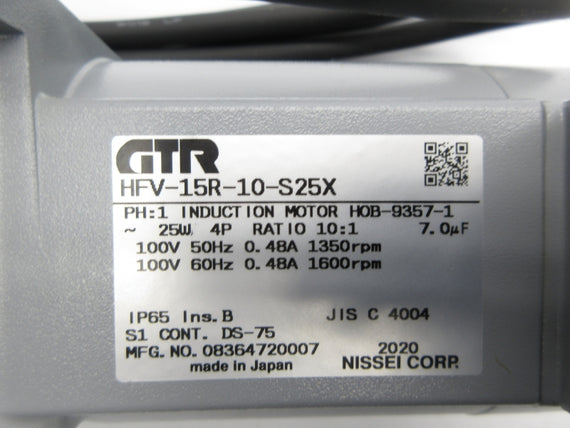 GTR
HFV-15R-10-S25X
PH:1 INDUCTION MOTOR HOB-9357-1
~ 25W, 4P RATIO 10:1 7.0μF
100V 50Hz 0.48A 1350rpm
100V 60Hz 0.48A 1600rpm
IP65 Ins.B JIS C 4004
S1 CONT. DS-75
MFG.NO.08364720007 2020
made in Japan NISSEI CORP.